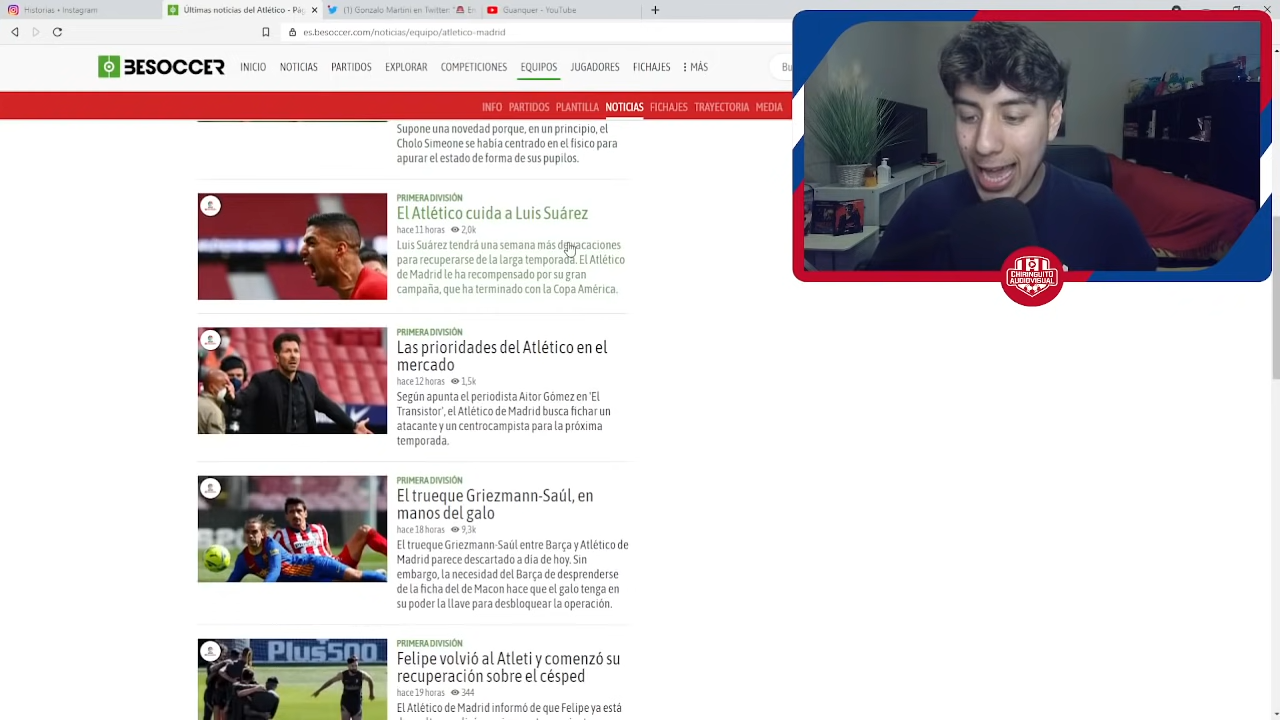 Historias • Instagram
Últimas noticias del Atlético - Pág
(7) Gonzalo Martin en Twitter: "🚨 En
Guanquer - YouTube
es.besoccer.com/noticias/equipo/atletico-madrid
BESOCCER INICIO NOTICIAS PARTIDOS EXPLORAR COMPETICIONES EQUIPOS JUGADORES FICHAJES MÁS Bu
INFO PARTIDOS PLANTILLA NOTICIAS FICHAJES TRAYECTORIA MEDIA
Supone una novedad porque, en un principio, el
Cholo Simeone se había centrado en el físico para
apurar el estado de forma de sus pupilos.
PRIMERA DIVISIÓN
El Atlético cuida a Luis Suárez
hace 11 horas 2,0k
Luis Suárez tendrá una semana más de vacaciones
para recuperarse de la larga temporada. El Atlético
de Madrid le ha recompensado por su gran
campaña, que ha terminado con la Copa América.
PRIMERA DIVISIÓN
Las prioridades del Atlético en el
mercado
hace 12 horas 1,5k
Según apunta el periodista Aitor Gómez en 'El
Transistor', el Atlético de Madrid busca fichar un
atacante y un centrocampista para la próxima
temporada.
PRIMERA DIVISIÓN
El trueque Griezmann-Saúl, en
manos del galo
hace 18 horas 9,3k
El trueque Griezmann-Saúl entre Barça y Atlético de
Madrid parece descartado a día de hoy. Sin
embargo, la necesidad del Barça de desprenderse
de la ficha del de Macon hace que el galo tenga en
su poder la llave para desbloquear la operación.
PRIMERA DIVISIÓN
Felipe volvió al Atleti y comenzó su
recuperación sobre el césped
hace 19 horas 344
El Atlético de Madrid informó de que Felipe ya está
Plus500
CHIRINGUITO
AUDIOVISUAL